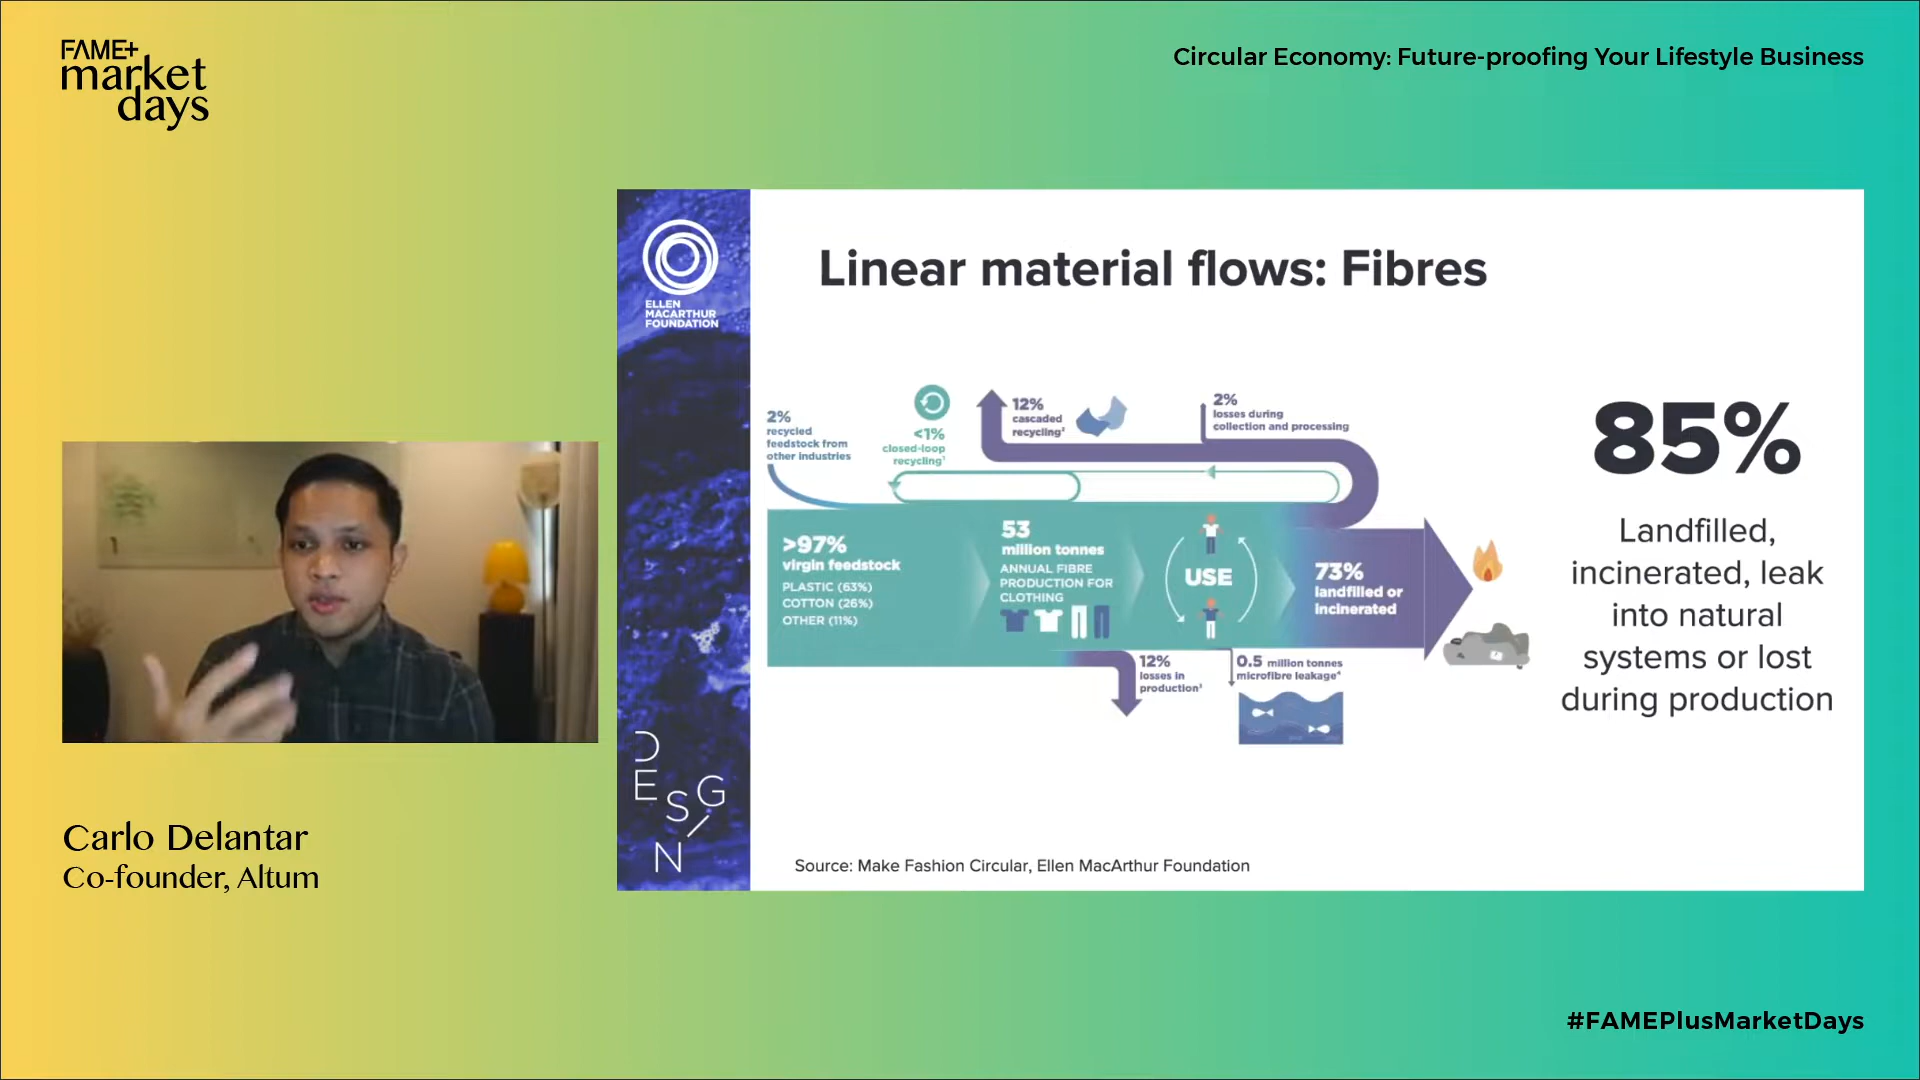 FAME+
market
days
Circular Economy: Future-proofing Your Lifestyle Business
ELLEN
MACARTHUR
FOUNDATION
Linear material flows: Fibres
2%
recycled
feedstock from
other industries
<1%
closed-loop
recycling¹
12%
cascaded
recycling²
2%
losses during
collection and processing
>97%
virgin feedstock
PLASTIC (63%)
COTTON (26%)
OTHER (11%)
53
million tonnes
ANNUAL FIBRE
PRODUCTION FOR
CLOTHING
USE
73%
landfilled or
incinerated
12%
losses in
production³
0.5 million tonnes
microfibre leakage⁴
85%
Landfilled,
incinerated, leak
into natural
systems or lost
during production
DESIGN
Source: Make Fashion Circular, Ellen MacArthur Foundation
Carlo Delantar
Co-founder, Altum
#FAMEPlusMarketDays